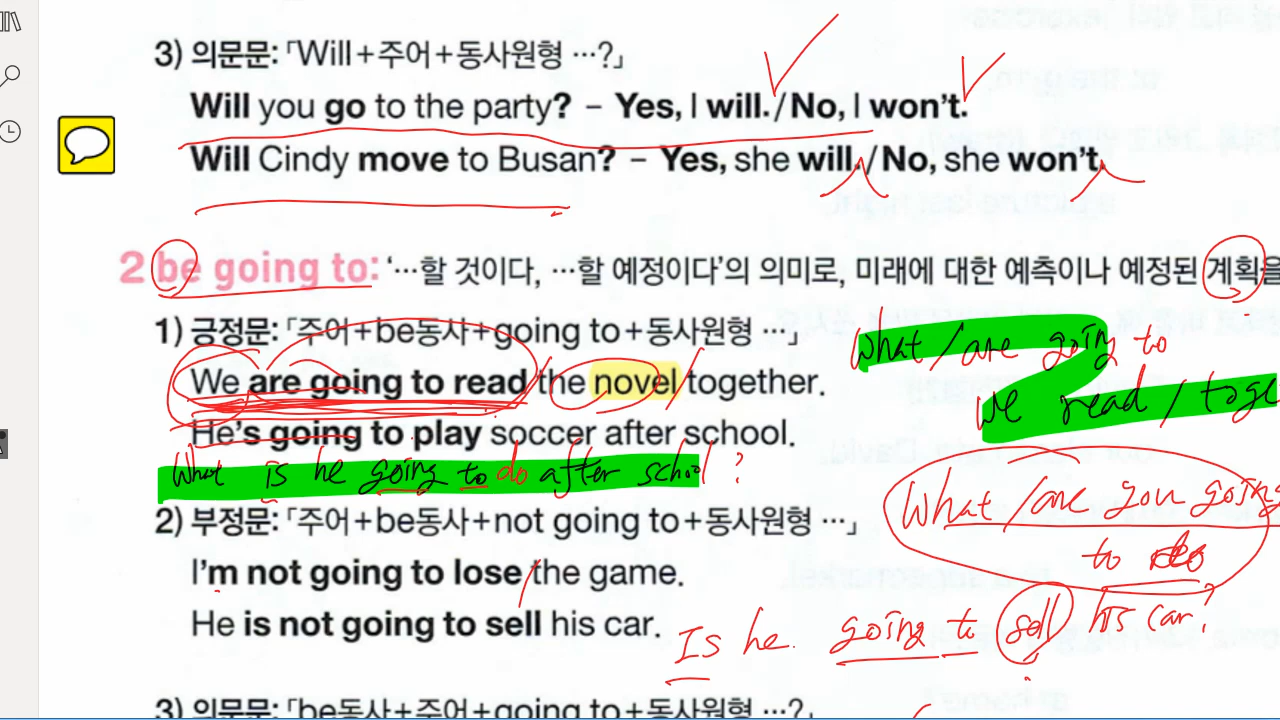 3) 의문문: 「Will+주어+동사원형 …?」
Will you go to the party? – Yes, I will./No, I won't.
Will Cindy move to Busan? – Yes, she will./No, she won't.
2 be going to: '…할 것이다, …할 예정이다'의 의미로, 미래에 대한 예측이나 예정된 계획을
1) 긍정문: 「주어+be동사+going to+동사원형 …」
We are going to read the novel together.
What / are going to
we read / toge
He's going to play soccer after school.
What is he going to do after school?
What / are you going
to do
2) 부정문: 「주어+be동사+not going to+동사원형 …」
I'm not going to lose the game.
He is not going to sell his car.
Is he going to sell his car?
3) 의문문: 「be동사+주어+going to+동사원형 …?」